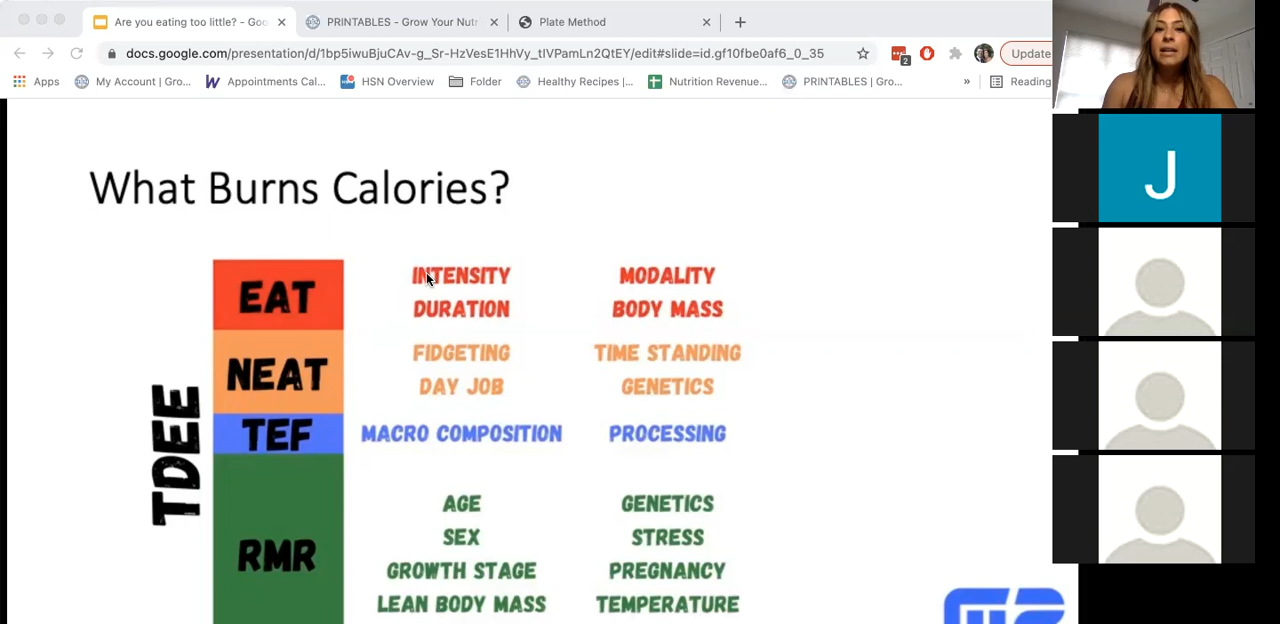 Are you eating too little? - Goo
PRINTABLES - Grow Your Nutr
Plate Method
docs.google.com/presentation/d/1bp5iwuBjuCAv-g_Sr-HzVesE1HhVy_tIVPamLn2QtEY/edit#slide=id.gf10fbe0af6_0_35
2
Update
Apps
My Account | Gro...
Appointments Cal...
HSN Overview
Folder
Healthy Recipes |...
Nutrition Revenue...
PRINTABLES | Gro...
»
Reading
What Burns Calories?
TDEE
EAT
INTENSITY MODALITY
DURATION BODY MASS
NEAT
FIDGETING TIME STANDING
DAY JOB GENETICS
TEF
MACRO COMPOSITION PROCESSING
RMR
AGE GENETICS
SEX STRESS
GROWTH STAGE PREGNANCY
LEAN BODY MASS TEMPERATURE
J